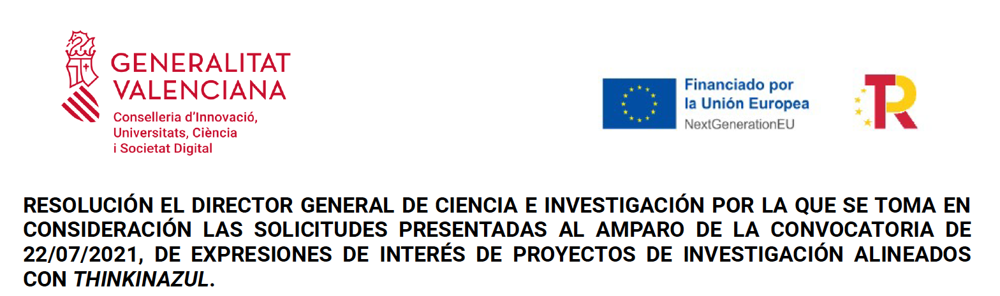 GENERALITAT
VALENCIANA
Conselleria d’Innovació,
Universitats, Ciència
i Societat Digital
Financiado por
la Unión Europea
NextGenerationEU
TR
RESOLUCIÓN EL DIRECTOR GENERAL DE CIENCIA E INVESTIGACIÓN POR LA QUE SE TOMA EN
CONSIDERACIÓN LAS SOLICITUDES PRESENTADAS AL AMPARO DE LA CONVOCATORIA DE
22/07/2021, DE EXPRESIONES DE INTERÉS DE PROYECTOS DE INVESTIGACIÓN ALINEADOS
CON THINKINAZUL.